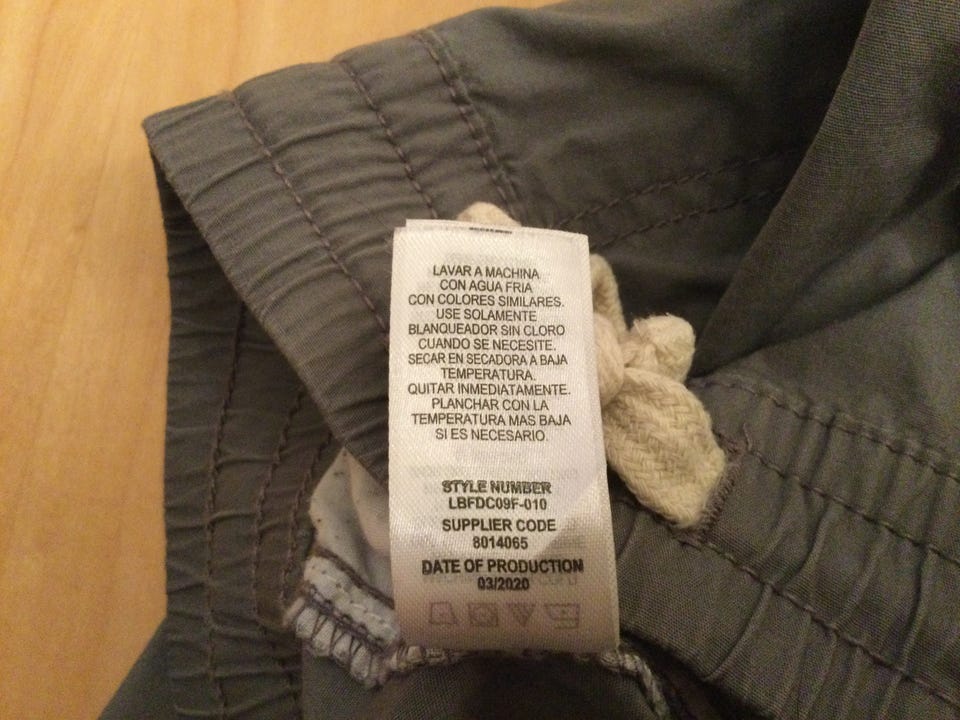 LAVAR A MACHINA
CON AGUA FRIA
CON COLORES SIMILARES.
USE SOLAMENTE
BLANQUEADOR SIN CLORO
CUANDO SE NECESITE.
SECAR EN SECADORA A BAJA
TEMPERATURA.
QUITAR INMEDIATAMENTE.
PLANCHAR CON LA
TEMPERATURA MAS BAJA
SI ES NECESARIO.
STYLE NUMBER
LBFDC09F-010
SUPPLIER CODE
8014065
DATE OF PRODUCTION
03/2020